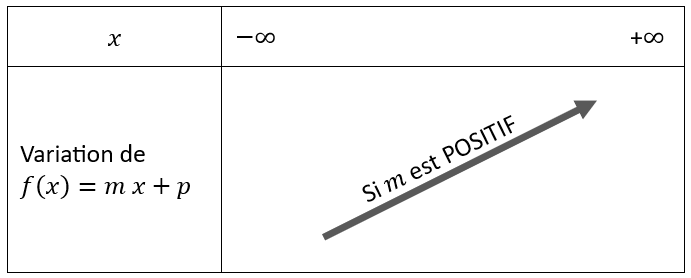 x
−∞
+∞
Variation de
f(x) = m x + p
Si m est POSITIF